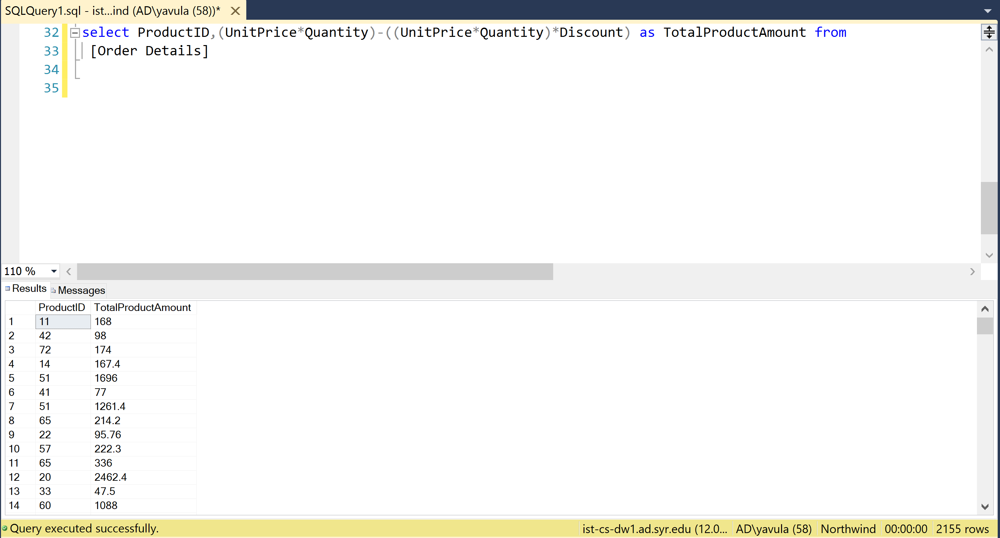 SQLQuery1.sql - ist...ind (AD\yavula (58))*
32 select ProductID,(UnitPrice*Quantity)-((UnitPrice*Quantity)*Discount) as TotalProductAmount from
33 [Order Details]
34
35
110 %
Results Messages
ProductID TotalProductAmount
1 11 168
2 42 98
3 72 174
4 14 167.4
5 51 1696
6 41 77
7 51 1261.4
8 65 214.2
9 22 95.76
10 57 222.3
11 65 336
12 20 2462.4
13 33 47.5
14 60 1088
Query executed successfully. ist-cs-dw1.ad.syr.edu (12.0... AD\yavula (58) Northwind 00:00:00 2155 rows